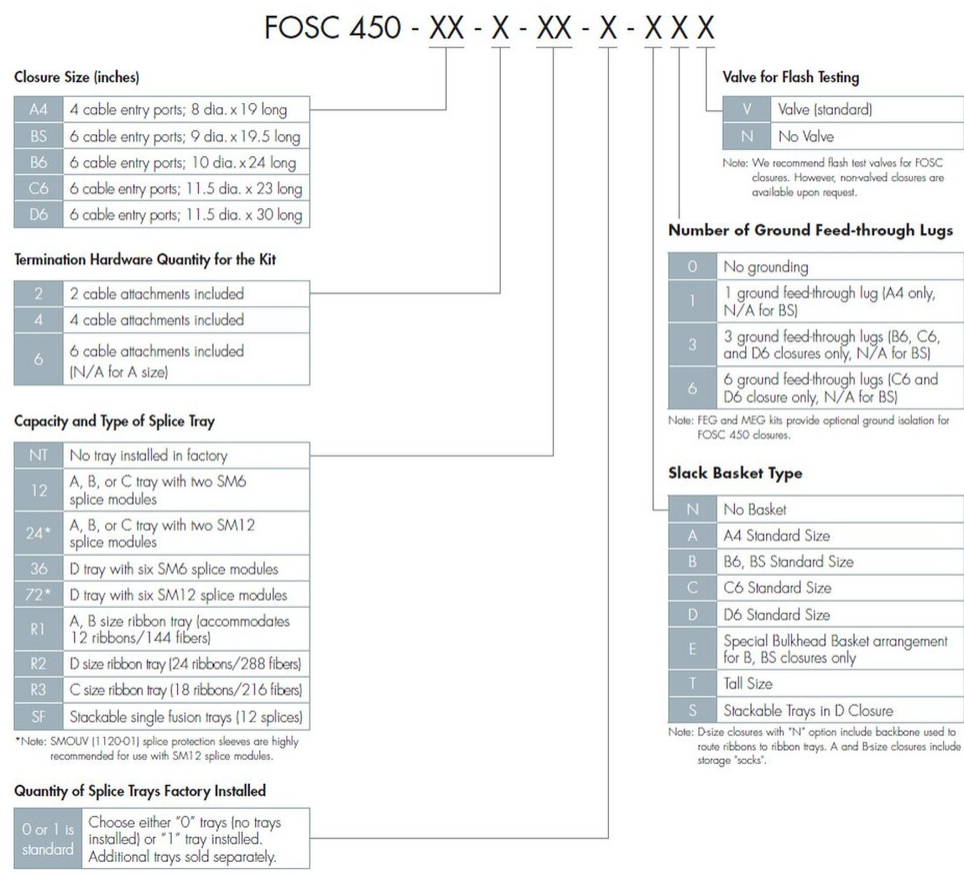 FOSC 450 - XX - X - XX - X - X X X
Closure Size (inches)
A4 4 cable entry ports; 8 dia. x 19 long
BS 6 cable entry ports; 9 dia. x 19.5 long
B6 6 cable entry ports; 10 dia. x 24 long
C6 6 cable entry ports; 11.5 dia. x 23 long
D6 6 cable entry ports; 11.5 dia. x 30 long
Termination Hardware Quantity for the Kit
2 2 cable attachments included
4 4 cable attachments included
6 6 cable attachments included
(N/A for A size)
Capacity and Type of Splice Tray
NT No tray installed in factory
12 A, B, or C tray with two SM6
splice modules
24* A, B, or C tray with two SM12
splice modules
36 D tray with six SM6 splice modules
72* D tray with six SM12 splice modules
R1 A, B size ribbon tray (accommodates
12 ribbons/144 fibers)
R2 D size ribbon tray (24 ribbons/288 fibers)
R3 C size ribbon tray (18 ribbons/216 fibers)
SF Stackable single fusion trays (12 splices)
*Note: SMOUV (1120-01) splice protection sleeves are highly
recommended for use with SM12 splice modules.
Quantity of Splice Trays Factory Installed
0 or 1 is
standard
Choose either "0" trays (no trays
installed) or "1" tray installed.
Additional trays sold separately.
Valve for Flash Testing
V Valve (standard)
N No Valve
Note: We recommend flash test valves for FOSC
closures. However, non-valved closures are
available upon request.
Number of Ground Feed-through Lugs
0 No grounding
1 1 ground feed-through lug (A4 only,
N/A for BS)
3 3 ground feed-through lugs (B6, C6,
and D6 closures only, N/A for BS)
6 6 ground feed-through lugs (C6 and
D6 closure only, N/A for BS)
Note: FEG and MEG kits provide optional ground isolation for
FOSC 450 closures.
Slack Basket Type
N No Basket
A A4 Standard Size
B B6, BS Standard Size
C C6 Standard Size
D D6 Standard Size
E Special Bulkhead Basket arrangement
for B, BS closures only
T Tall Size
S Stackable Trays in D Closure
Note: D-size closures with "N" option include backbone used to
route ribbons to ribbon trays. A and B-size closures include
storage "socks".